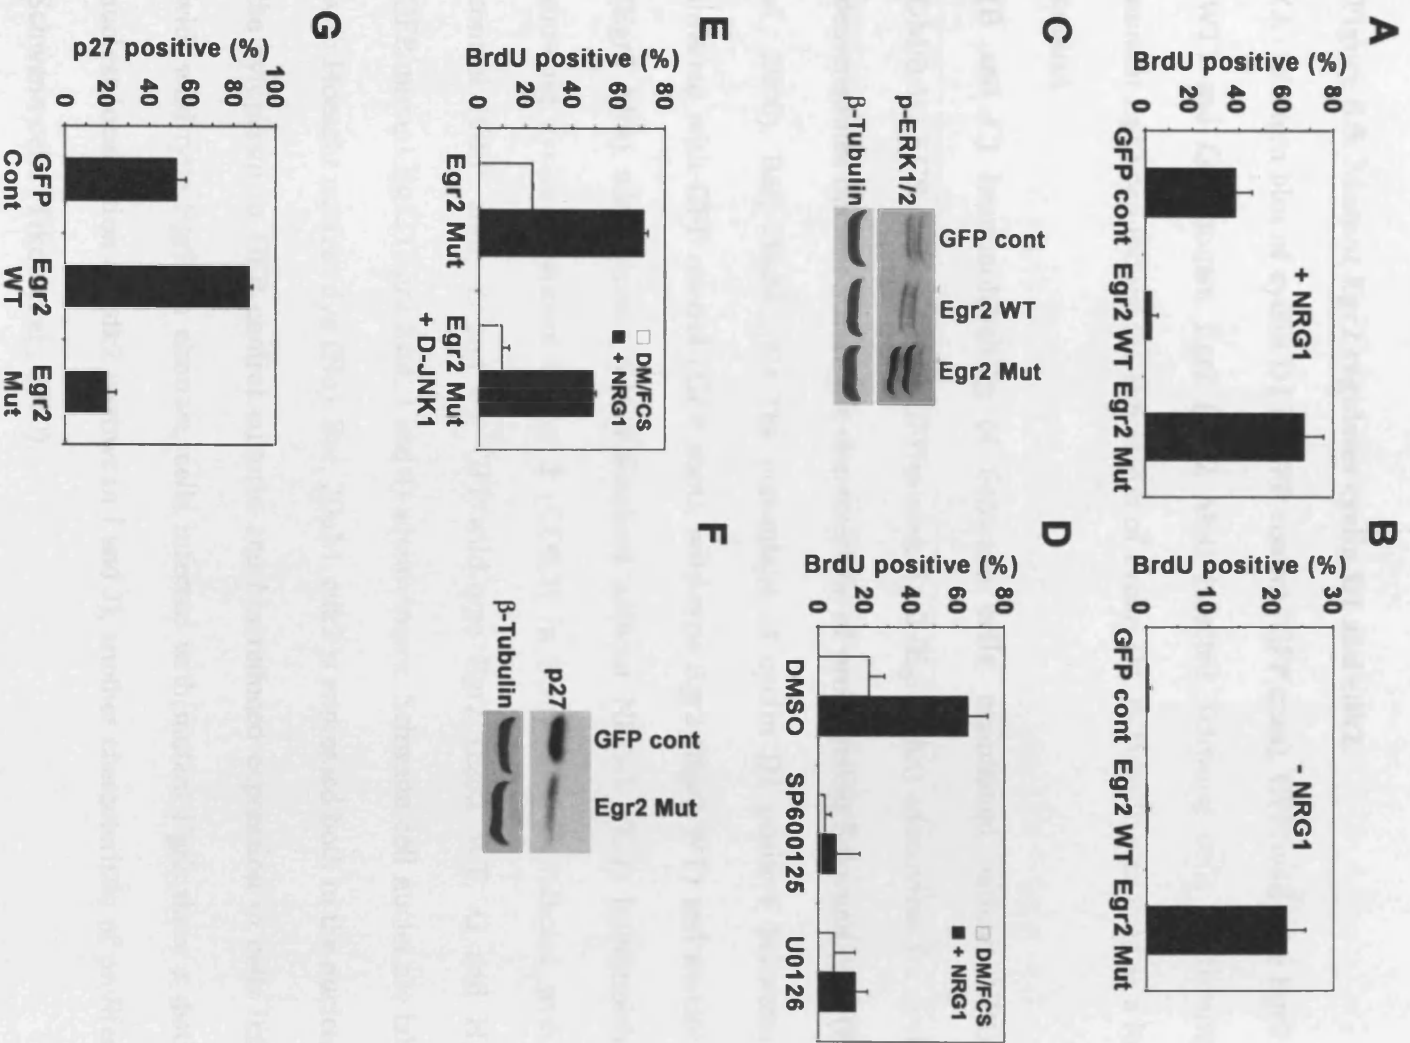 A
BrdU positive (%)
80
60
40
20
0
+ NRG1
GFP cont Egr2 WT Egr2 Mut
B
BrdU positive (%)
30
20
10
0
- NRG1
GFP cont Egr2 WT Egr2 Mut
C
GFP cont
Egr2 WT
Egr2 Mut
p-ERK1/2
β-Tubulin
D
BrdU positive (%)
80
60
40
20
0
DM/FCS
+ NRG1
DMSO SP600125 U0126
E
BrdU positive (%)
80
60
40
20
0
DM/FCS
+ NRG1
Egr2 Mut Egr2 Mut
+ D-JNK1
F
GFP cont
Egr2 Mut
p27
β-Tubulin
G
p27 positive (%)
100
80
60
40
20
0
GFP Egr2 Egr2
Cont WT Mut